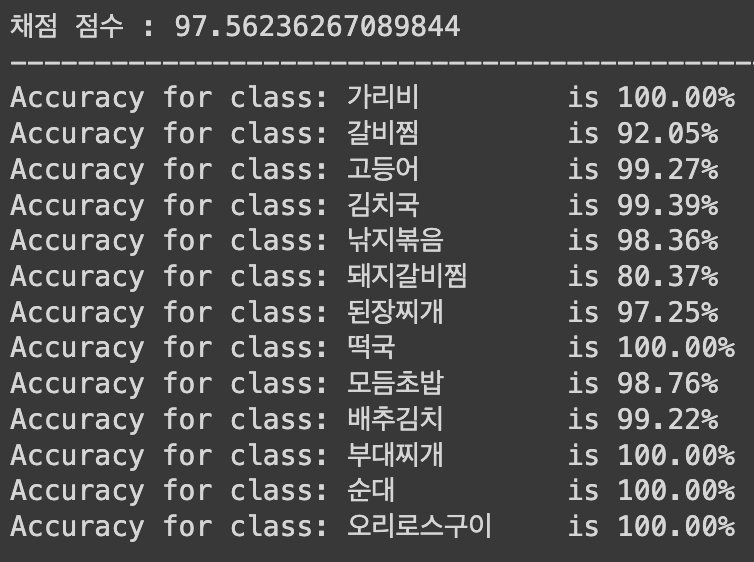 채점 점수 : 97.56236267089844
---------------------------------------------
Accuracy for class: 가리비 is 100.00%
Accuracy for class: 갈비찜 is 92.05%
Accuracy for class: 고등어 is 99.27%
Accuracy for class: 김치국 is 99.39%
Accuracy for class: 낚지볶음 is 98.36%
Accuracy for class: 돼지갈비찜 is 80.37%
Accuracy for class: 된장찌개 is 97.25%
Accuracy for class: 떡국 is 100.00%
Accuracy for class: 모듬초밥 is 98.76%
Accuracy for class: 배추김치 is 99.22%
Accuracy for class: 부대찌개 is 100.00%
Accuracy for class: 순대 is 100.00%
Accuracy for class: 오리로스구이 is 100.00%